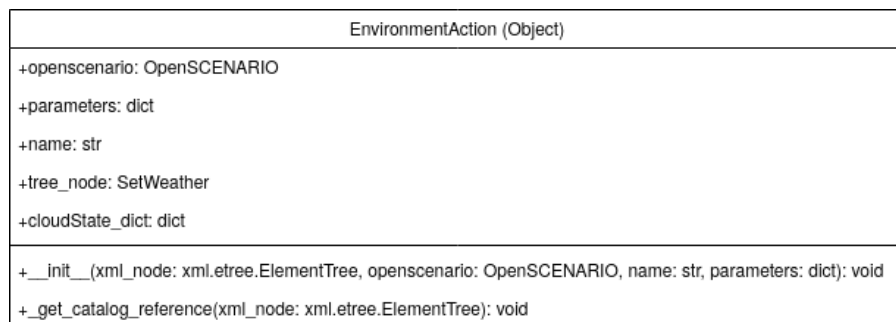 EnvironmentAction (Object)
+openscenario: OpenSCENARIO
+parameters: dict
+name: str
+tree_node: SetWeather
+cloudState_dict: dict
+__init__(xml_node: xml.etree.ElementTree, openscenario: OpenSCENARIO, name: str, parameters: dict): void
+_get_catalog_reference(xml_node: xml.etree.ElementTree): void